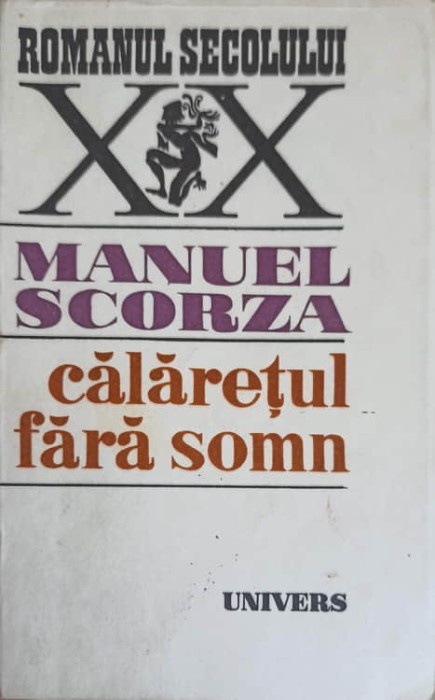 ROMANUL SECOLULUI
XX
MANUEL
SCORZA
călărețul
fără somn
UNIVERS